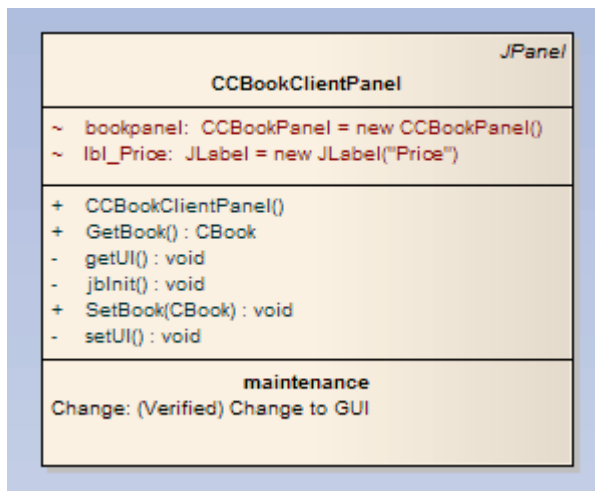 JPanel
CCBookClientPanel
~ bookpanel: CCBookPanel = new CCBookPanel()
~ lbl_Price: JLabel = new JLabel("Price")
+ CCBookClientPanel()
+ GetBook() : CBook
- getUI() : void
- jbInit() : void
+ SetBook(CBook) : void
- setUI() : void
maintenance
Change: (Verified) Change to GUI